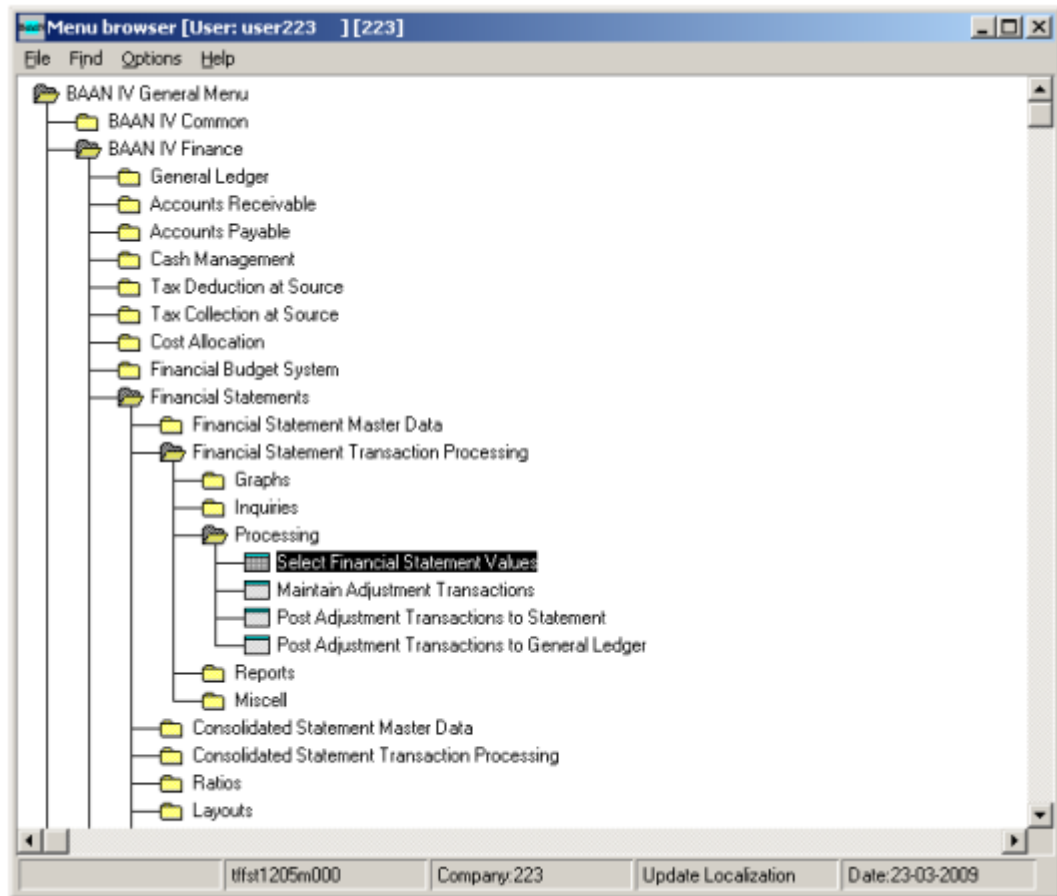 Menu browser [User: user223 ] [223]
File Find Options Help
BAAN IV General Menu
BAAN IV Common
BAAN IV Finance
General Ledger
Accounts Receivable
Accounts Payable
Cash Management
Tax Deduction at Source
Tax Collection at Source
Cost Allocation
Financial Budget System
Financial Statements
Financial Statement Master Data
Financial Statement Transaction Processing
Graphs
Inquiries
Processing
Select Financial Statement Values
Maintain Adjustment Transactions
Post Adjustment Transactions to Statement
Post Adjustment Transactions to General Ledger
Reports
Miscell
Consolidated Statement Master Data
Consolidated Statement Transaction Processing
Ratios
Layouts
tffst1205m000 Company:223 Update Localization Date:23-03-2009